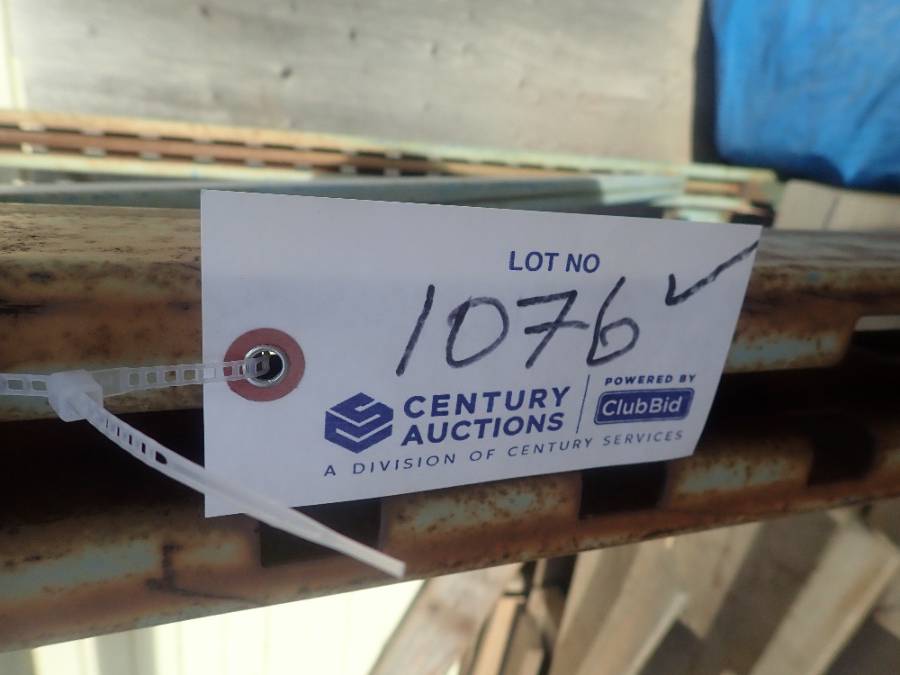 LOT NO
1076 ✓
CENTURY AUCTIONS
POWERED BY
ClubBid
A DIVISION OF CENTURY SERVICES